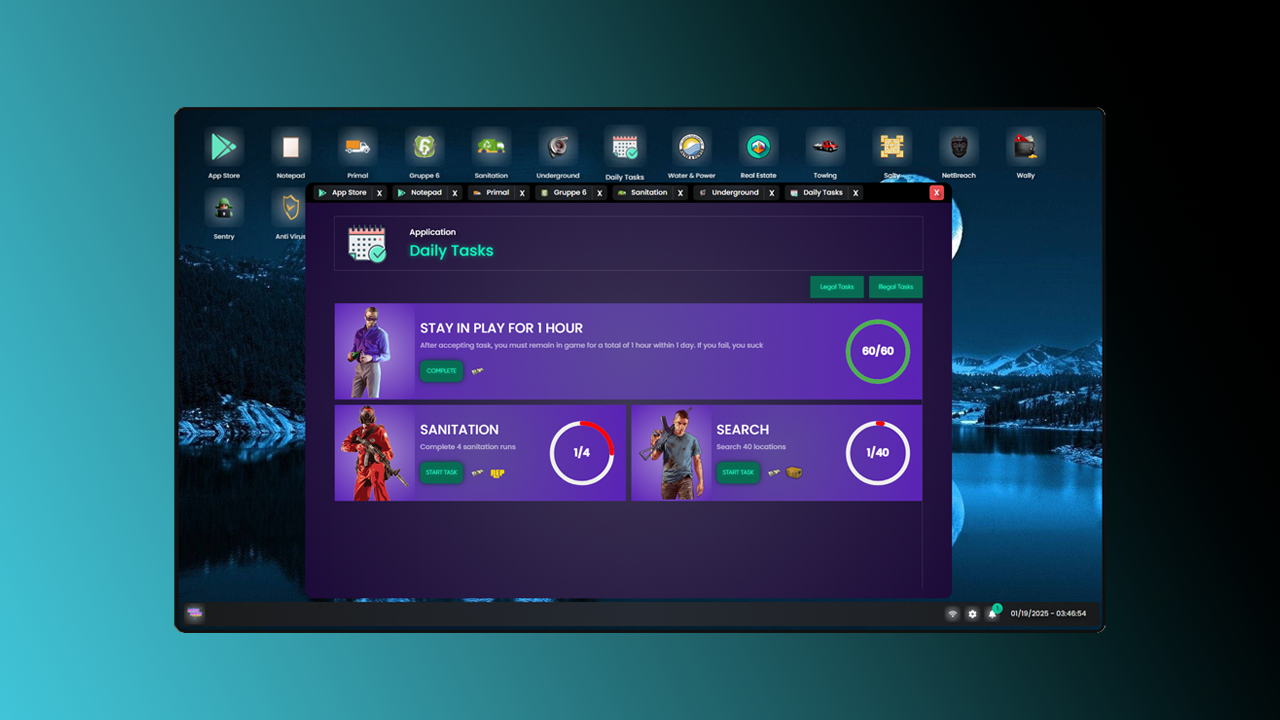 App Store
Notepad
Primal
Gruppe 6
Sanitation
Underground
Daily Tasks
Water & Power
Real Estate
Towing
Salty
NetBreach
Wally
Sentry
Anti Virus
App Store X
Notepad X
Primal X
Gruppe 6 X
Sanitation X
Underground X
Daily Tasks X
X
Application
Daily Tasks
Legal Tasks
Illegal Tasks
STAY IN PLAY FOR 1 HOUR
After accepting task, you must remain in game for a total of 1 hour within 1 day. If you fail, you suck
COMPLETE
60/60
SANITATION
Complete 4 sanitation runs
START TASK
REP
1/4
SEARCH
Search 40 locations
START TASK
1/40
01/19/2025 - 03:46:54